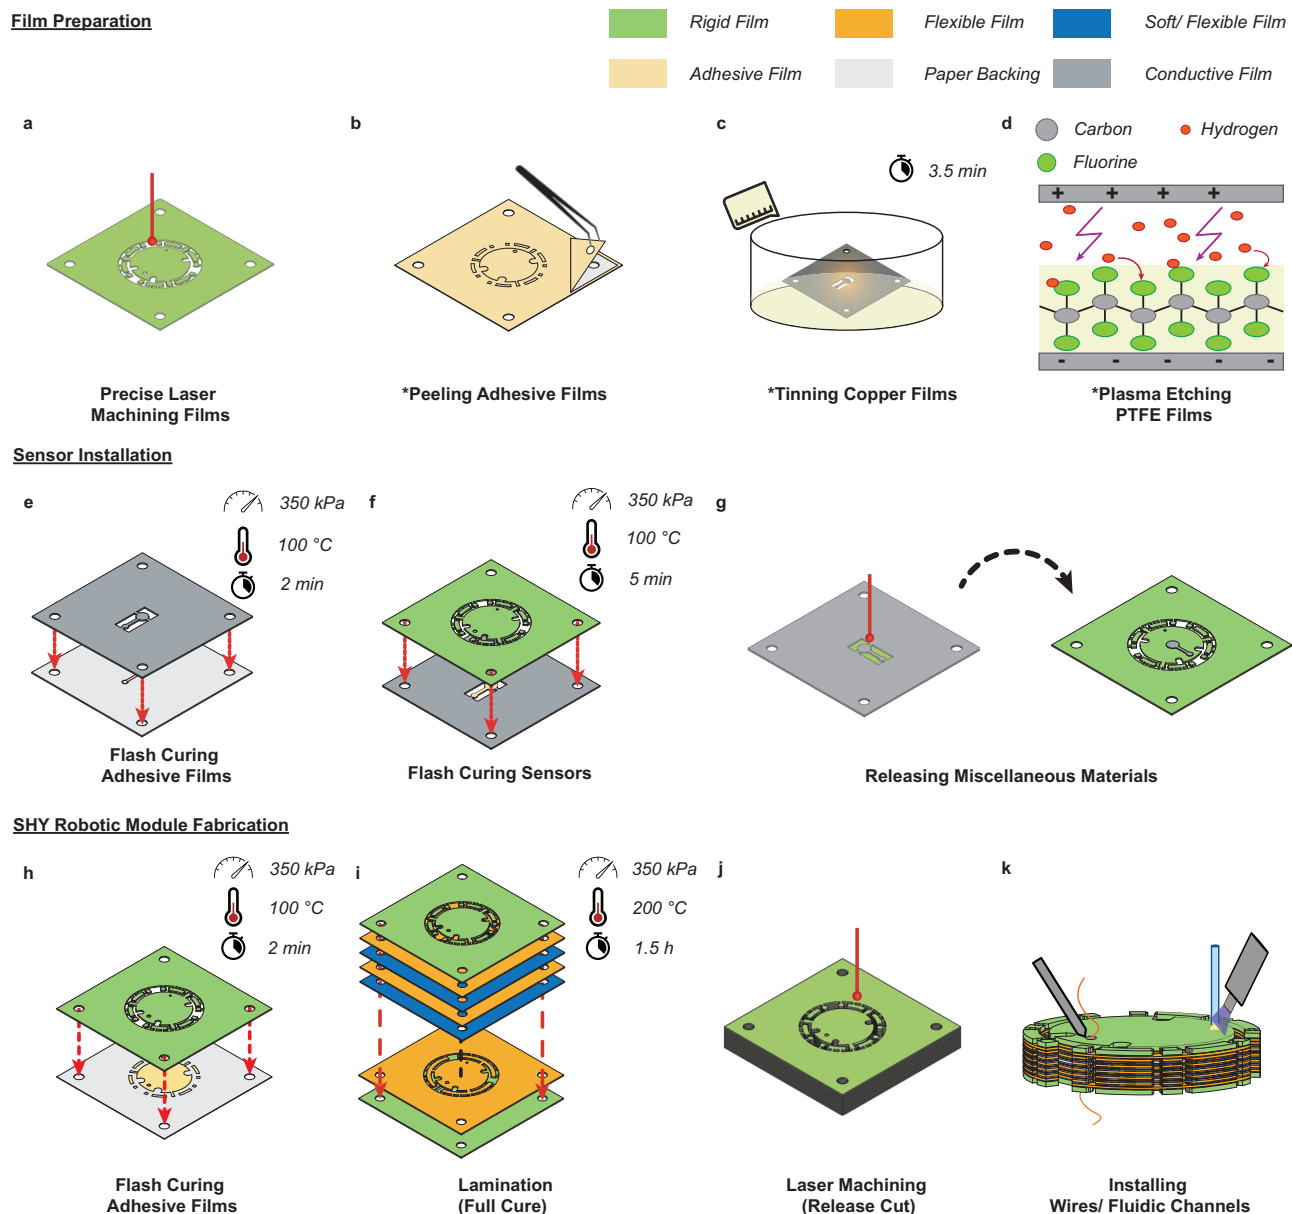 Film Preparation
Rigid Film
Flexible Film
Soft/ Flexible Film
Adhesive Film
Paper Backing
Conductive Film
a
b
c
d
Carbon
Hydrogen
Fluorine
3.5 min
+ + + +
- - - - -
Precise Laser
Machining Films
*Peeling Adhesive Films
*Tinning Copper Films
*Plasma Etching
PTFE Films
Sensor Installation
e
350 kPa
100 °C
2 min
f
350 kPa
100 °C
5 min
g
Flash Curing
Adhesive Films
Flash Curing Sensors
Releasing Miscellaneous Materials
SHY Robotic Module Fabrication
h
350 kPa
100 °C
2 min
i
350 kPa
200 °C
1.5 h
j
k
Flash Curing
Adhesive Films
Lamination
(Full Cure)
Laser Machining
(Release Cut)
Installing
Wires/ Fluidic Channels